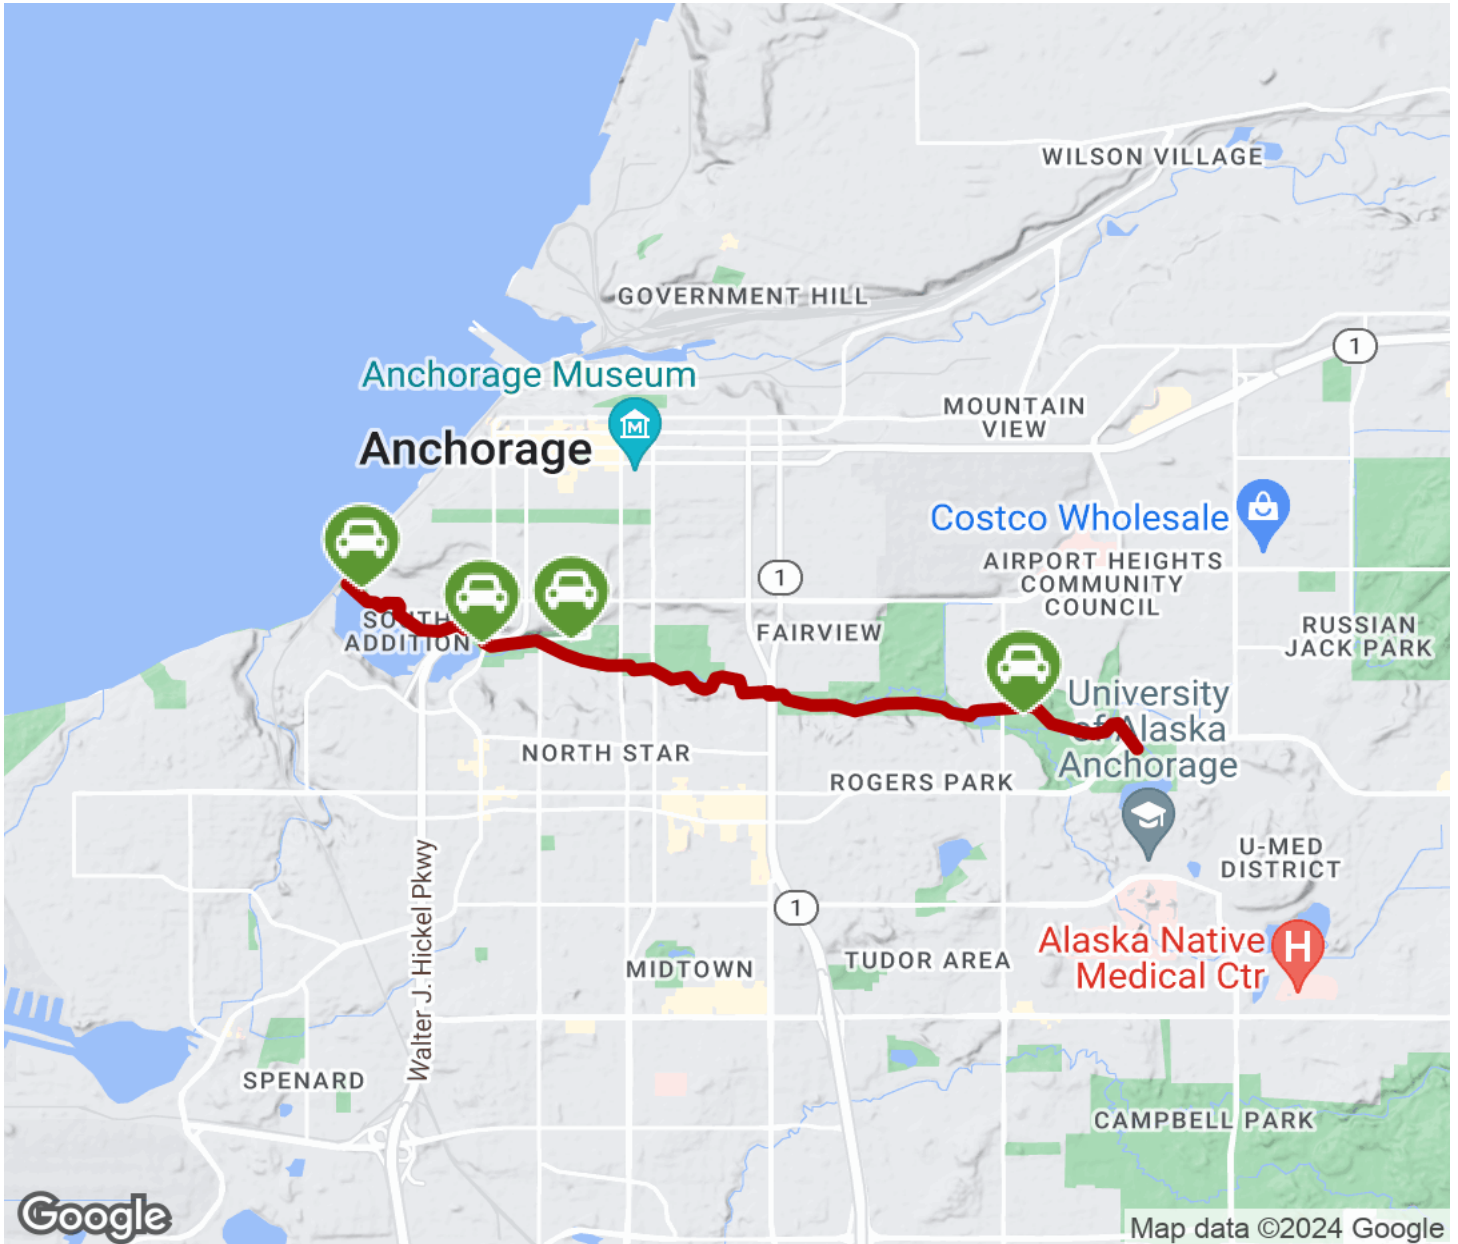 WILSON VILLAGE
GOVERNMENT HILL
1
Anchorage Museum
MOUNTAIN
VIEW
M
Anchorage
Costco Wholesale
AIRPORT HEIGHTS
COMMUNITY
COUNCIL
1
SOUTH
ADDITION
FAIRVIEW
RUSSIAN
JACK PARK
University
of Alaska
Anchorage
NORTH STAR
ROGERS PARK
U-MED
DISTRICT
Walter J. Hickel Pkwy
1
Alaska Native
Medical Ctr
H
MIDTOWN
TUDOR AREA
SPENARD
CAMPBELL PARK
Google
Map data ©2024 Google